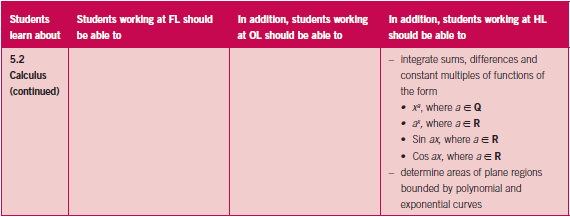 Students learn about
Students working at FL should be able to
In addition, students working at OL should be able to
In addition, students working at HL should be able to
5.2
Calculus
(continued)
– integrate sums, differences and
constant multiples of functions of
the form
• xᵃ, where a ∈ Q
• aˣ, where a ∈ R
• Sin ax, where a ∈ R
• Cos ax, where a ∈ R
– determine areas of plane regions
bounded by polynomial and
exponential curves